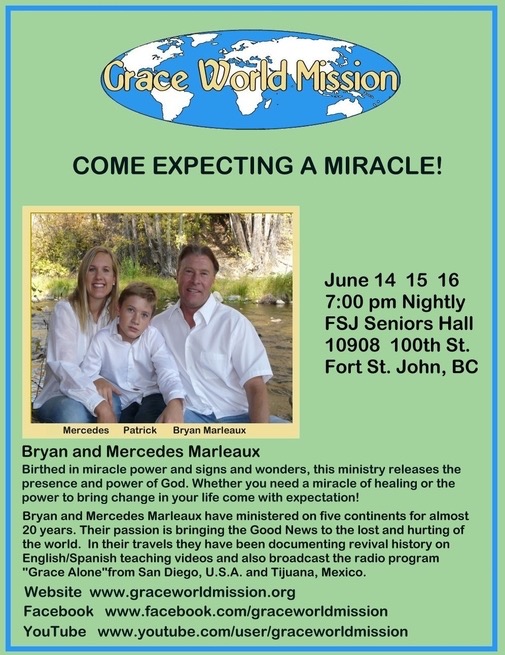 Grace World Mission
COME EXPECTING A MIRACLE!
June 14 15 16
7:00 pm Nightly
FSJ Seniors Hall
10908 100th St.
Fort St. John, BC
Mercedes Patrick Bryan Marleaux
Bryan and Mercedes Marleaux
Birthed in miracle power and signs and wonders, this ministry releases the
presence and power of God. Whether you need a miracle of healing or the
power to bring change in your life come with expectation!
Bryan and Mercedes Marleaux have ministed on five continents for almost
20 years. Their passion is bringing the Good News to the lost and hurting of
the world. In their travels they have been documenting revival history on
English/Spanish teaching videos and also broadcast the radio program
"Grace Alone"from San Diego, U.S.A. and Tijuana, Mexico.
Website www.graceworldmission.org
Facebook www.facebook.com/graceworldmission
YouTube www.youtube.com/user/graceworldmission